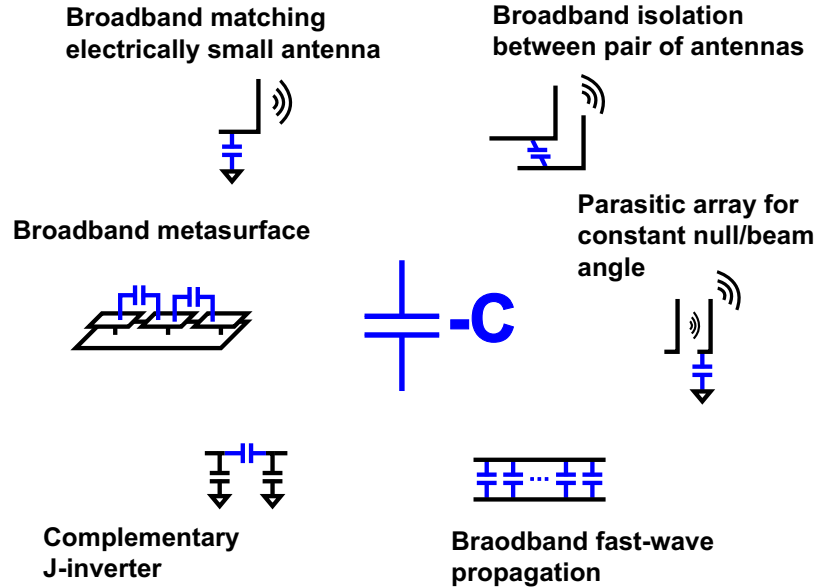 Broadband matching
electrically small antenna
Broadband isolation
between pair of antennas
Broadband metasurface
Parasitic array for
constant null/beam
angle
-C
Complementary
J-inverter
Braodband fast-wave
propagation